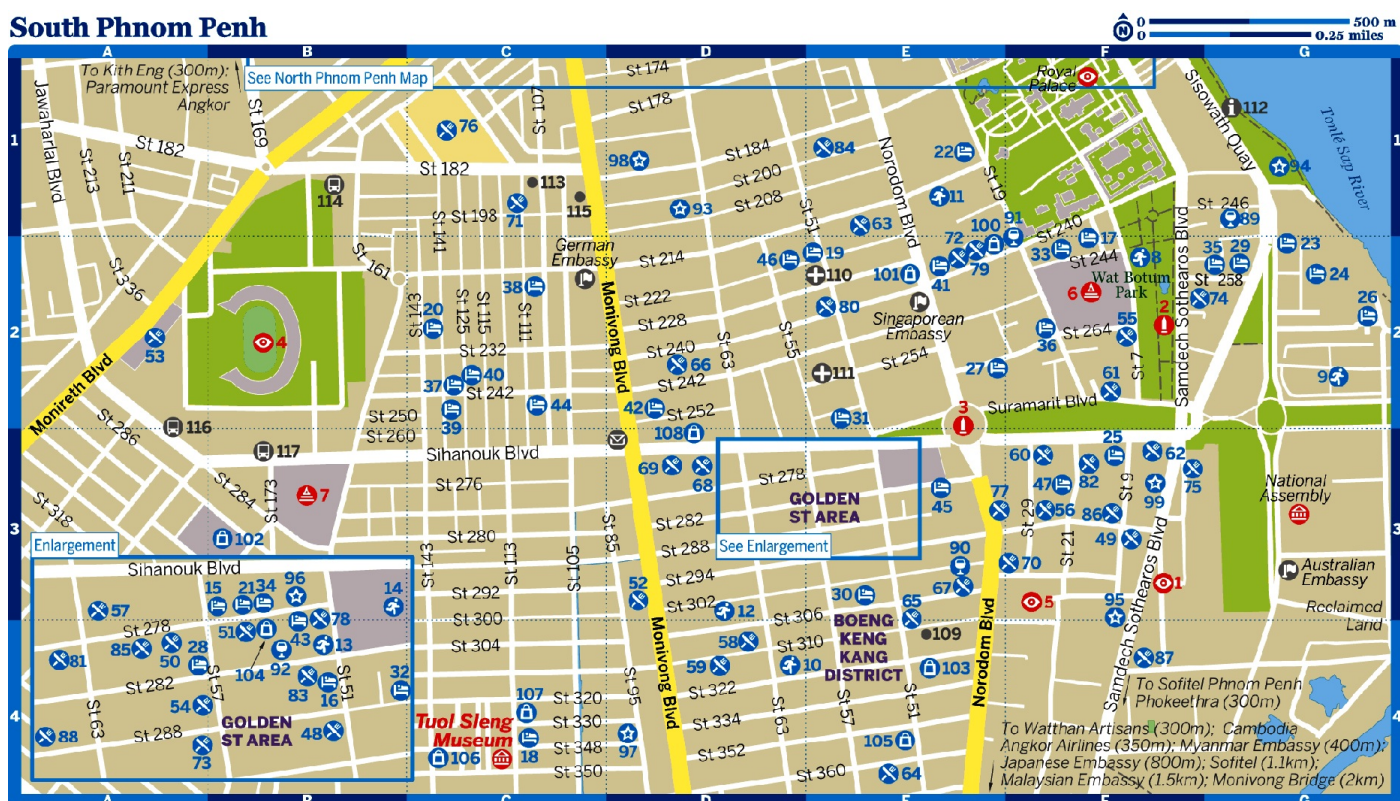 South Phnom Penh
N
0
500 m
0
0.25 miles
A
B
C
D
E
F
G
1
2
3
4
To Kith Eng (300m);
Paramount Express
Angkor
See North Phnom Penh Map
Royal
Palace
Sisowath Quay
112
Tonlé Sap River
Jawaharlal Blvd
St 169
St 182
St 213
St 211
76
St 107
St 174
St 178
98
84
St 184
St 200
St 208
22
Norodom Blvd
St 19
94
114
St 182
113
71
115
St 198
St 141
93
St 51
63
11
100
91
St 240
17
St 246
89
German
Embassy
St 161
St 336
38
St 214
46
19
110
72
79
41
101
33
St 244
8
Wat Botum
Park
6
35
29
St 258
74
23
24
26
20
St 143
St 125
St 115
St 111
Monivong Blvd
St 222
St 228
80
Singaporean
Embassy
36
St 264
55
2
Samdech Sothearos Blvd
53
4
St 232
40
37
St 242
St 240
66
St 242
St 63
St 55
111
St 254
27
St 7
61
9
Monireth Blvd
39
44
42
St 252
31
3
Suramarit Blvd
116
St 286
St 250
St 260
108
117
Sihanouk Blvd
69
68
St 278
GOLDEN
ST AREA
45
77
60
25
62
47
82
99
75
St 9
National
Assembly
St 318
St 284
St 173
7
St 276
St 29
56
86
102
St 280
St 85
St 282
See Enlargement
St 21
49
Enlargement
Sihanouk Blvd
St 143
St 113
St 105
St 288
St 294
90
70
Australian
Embassy
57
15
21
34
96
14
St 292
52
67
5
1
Reclaimed
Land
St 278
51
43
78
St 300
St 302
12
St 306
30
65
95
81
85
50
28
104
92
13
St 304
58
St 310
BOENG
KENG
KANG
DISTRICT
109
Samdech Sothearos Blvd
87
St 282
St 57
83
16
St 51
32
59
10
103
Norodom Blvd
To Sofitel Phnom Penh
Phokeethra (300m)
54
St 63
GOLDEN
ST AREA
Tuol Sleng
Museum
107
St 320
St 95
Monivong Blvd
St 322
St 63
St 57
St 51
88
St 288
73
48
106
18
St 330
St 348
St 350
97
St 334
St 352
St 360
105
64
To Watthan Artisans (300m); Cambodia
Angkor Airlines (350m); Myanmar Embassy (400m);
Japanese Embassy (800m); Sofitel (1.1km);
Malaysian Embassy (1.5km); Monivong Bridge (2km)
A
B
C
D
E
F
G